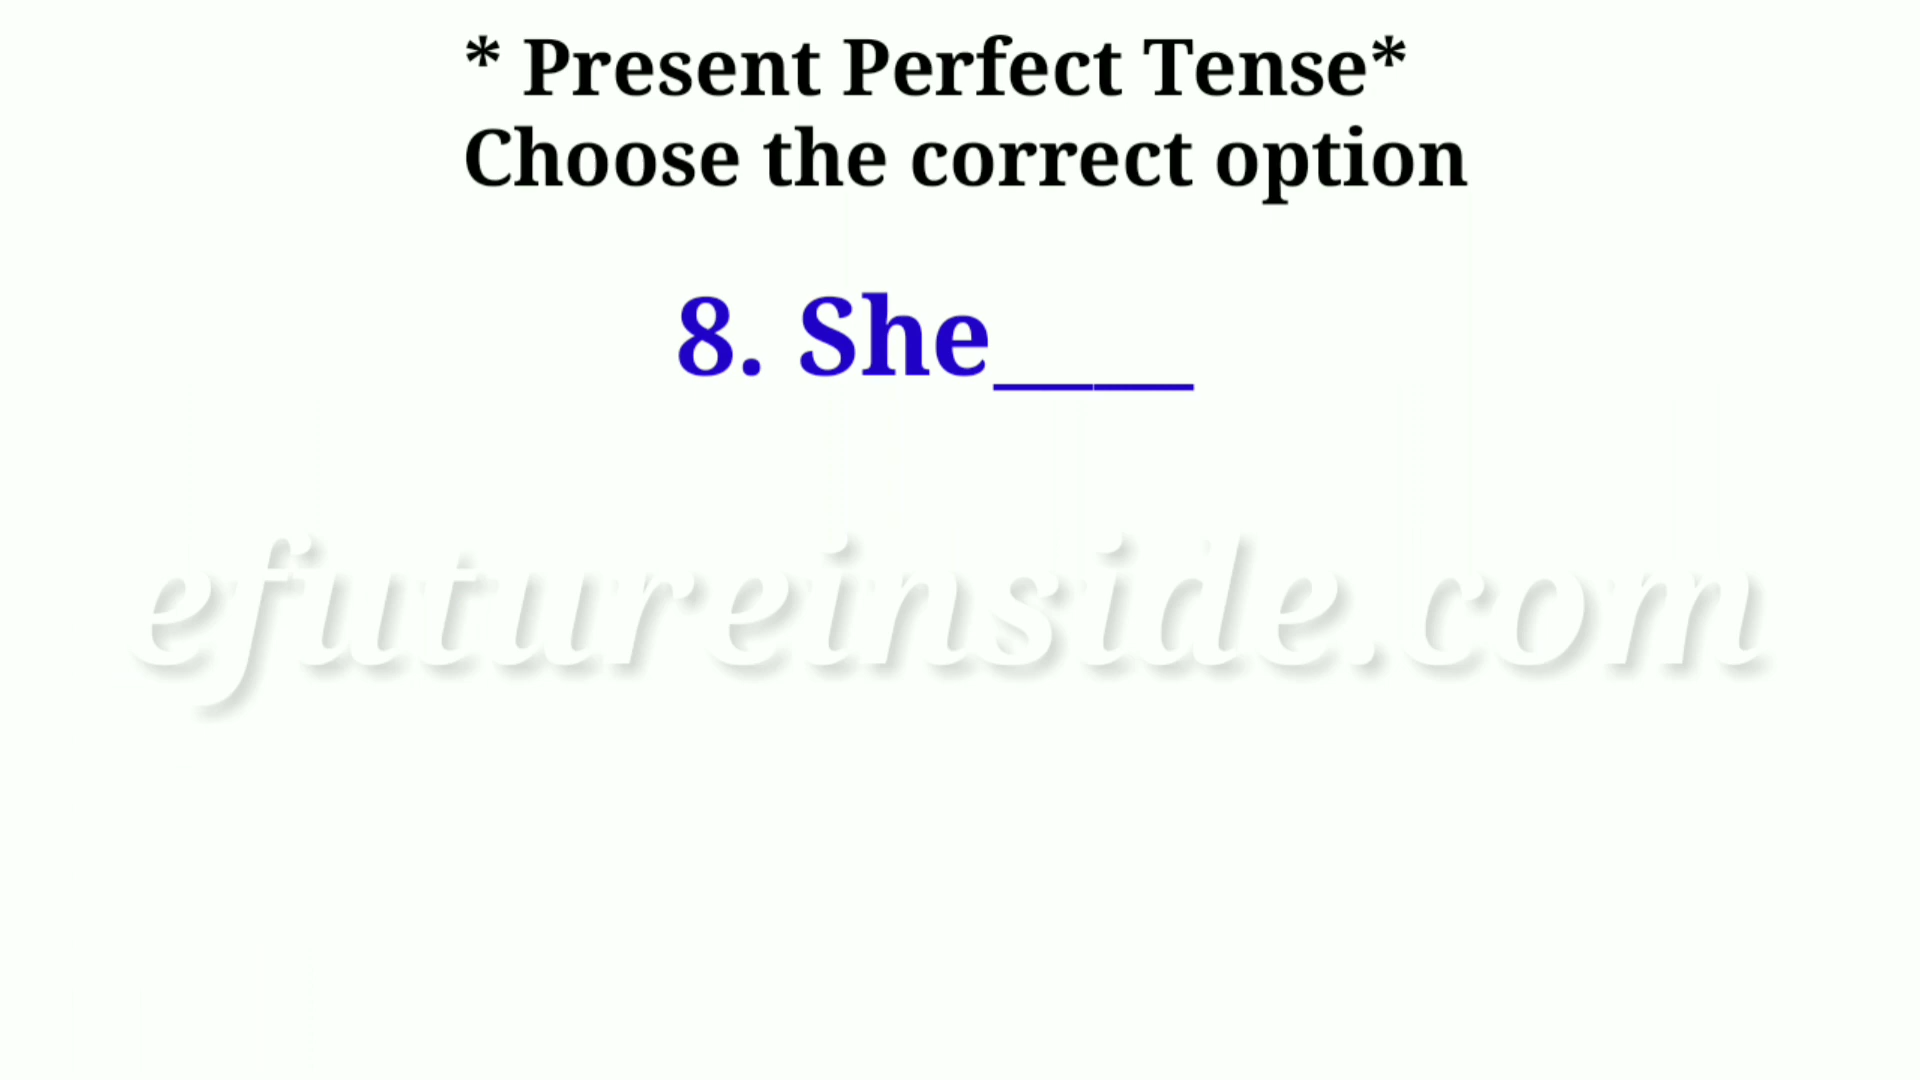 * Present Perfect Tense*
Choose the correct option
8. She____
efutureinside.com